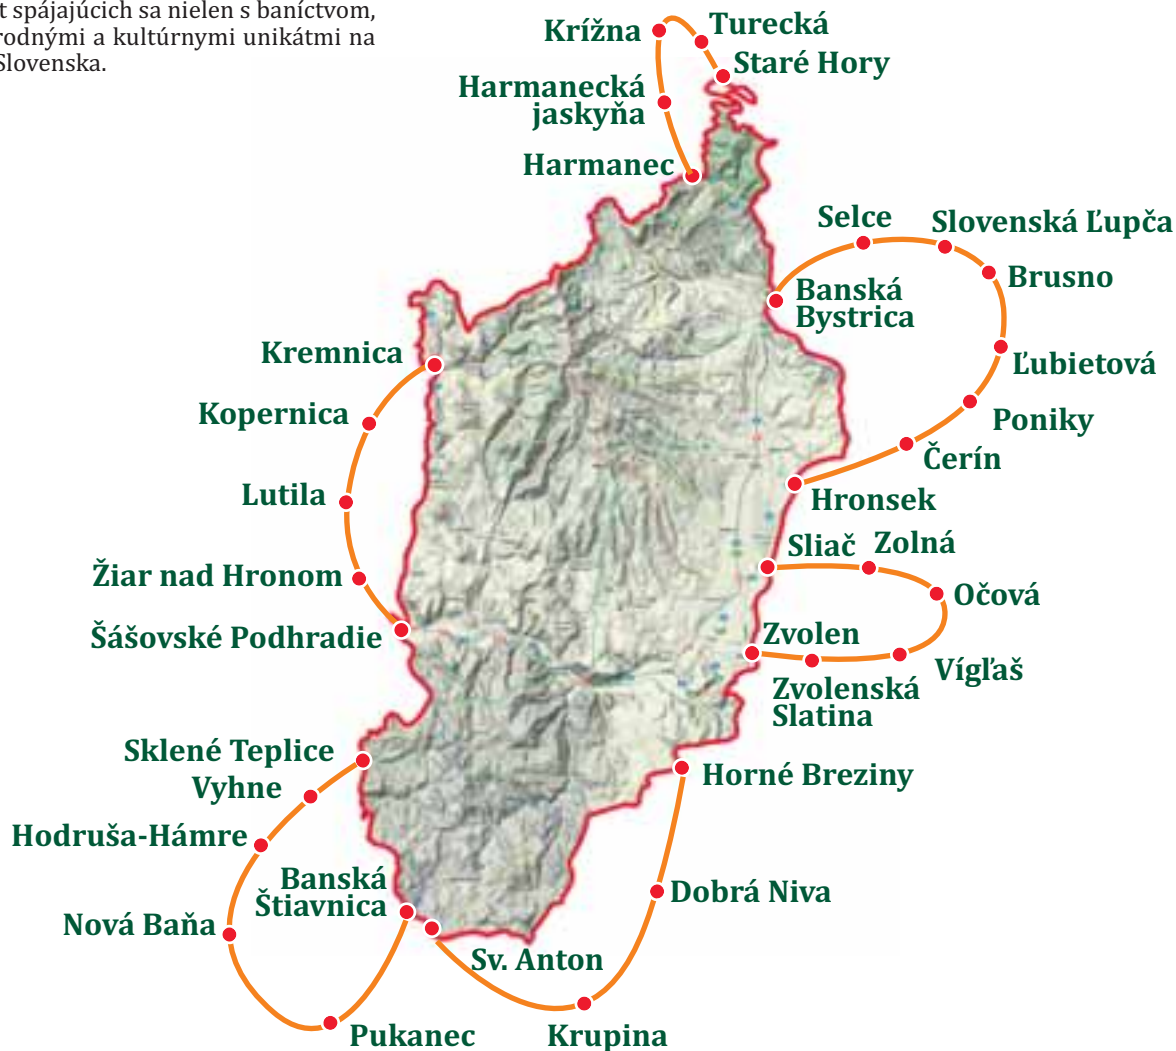 t spájajúcich sa nielen s baníctvom,
rodnými a kultúrnymi unikátmi na
Slovenska.
Krížna
Turecká
Staré Hory
Harmanecká
jaskyňa
Harmanec
Selce
Slovenská Ľupča
Brusno
Banská
Bystrica
Kremnica
Ľubietová
Kopernica
Poniky
Čerín
Lutila
Hronsek
Sliač
Zolná
Žiar nad Hronom
Očová
Šášovské Podhradie
Zvolen
Vígľaš
Zvolenská
Slatina
Sklené Teplice
Vyhne
Horné Breziny
Hodruša-Hámre
Banská
Štiavnica
Dobrá Niva
Nová Baňa
Sv. Anton
Pukanec
Krupina